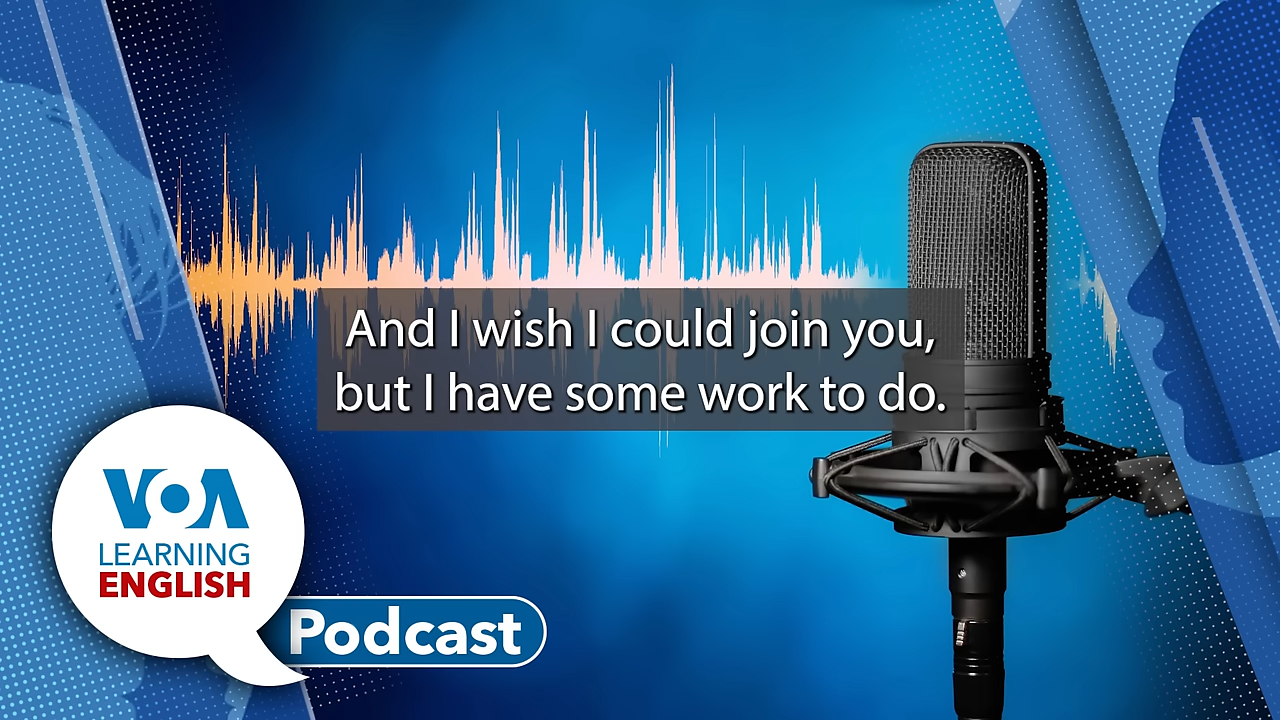 And I wish I could join you,
but I have some work to do.
VOA
LEARNING
ENGLISH
Podcast